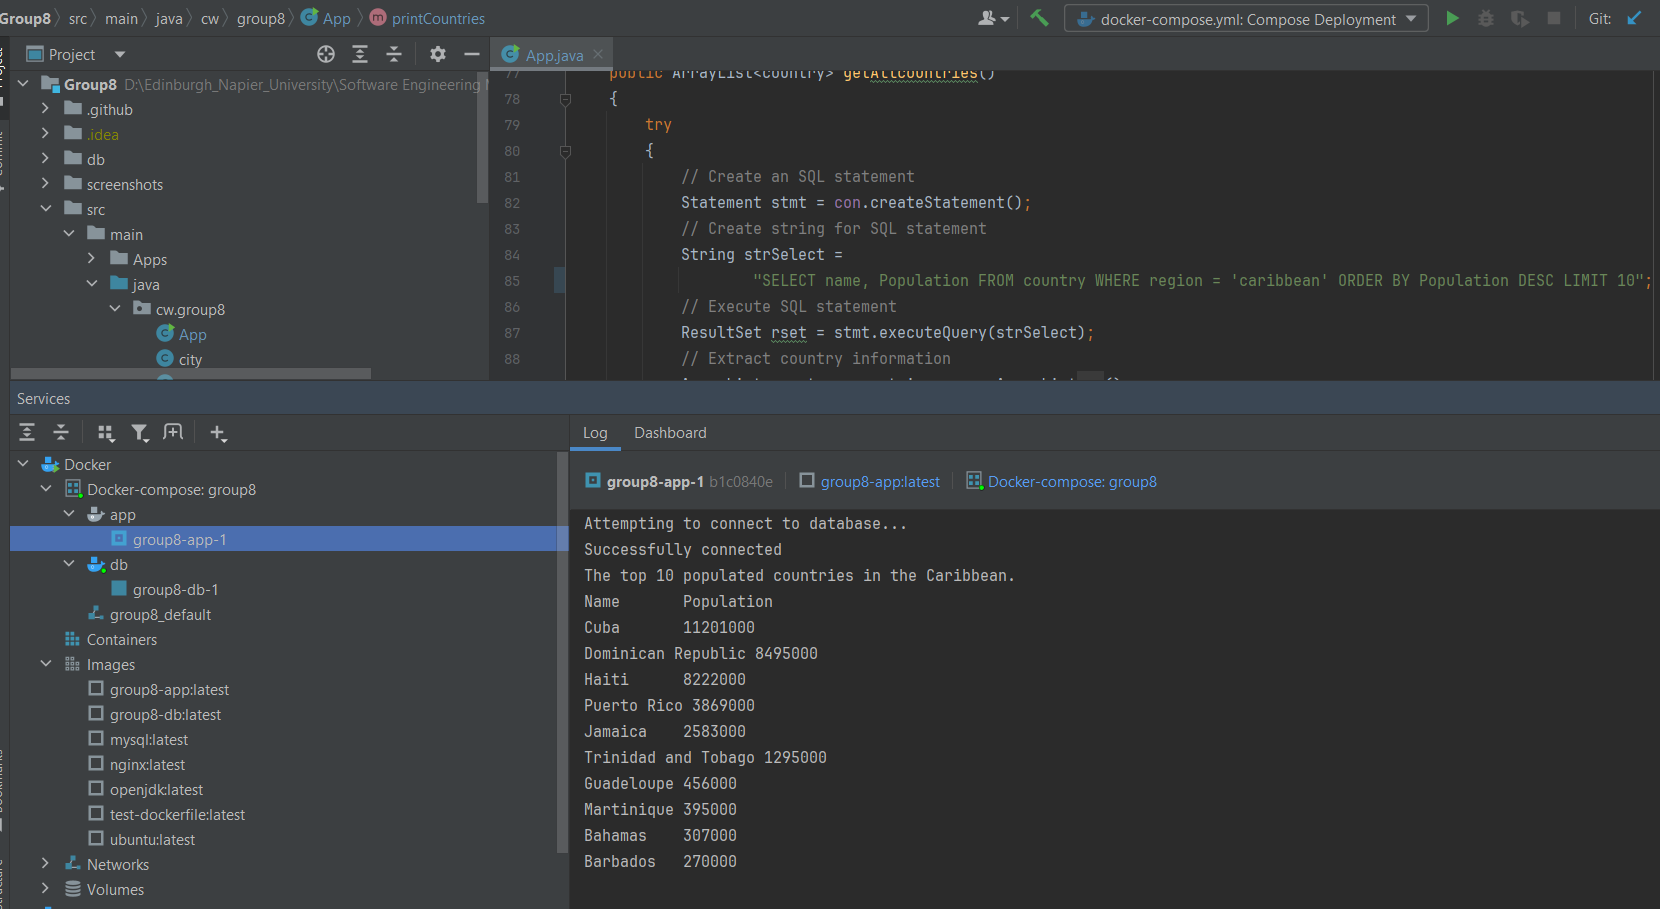 Group8 src main java cw group8 App printCountries docker-compose.yml: Compose Deployment Git:
Project
App.java
Group8 D:\Edinburgh_Napier_University\Software Engineering
.github
.idea
db
screenshots
src
main
Apps
java
cw.group8
App
city
77 public ArrayList<country> getAllCountries()
78 {
79 try
80 {
81 // Create an SQL statement
82 Statement stmt = con.createStatement();
83 // Create string for SQL statement
84 String strSelect =
85 "SELECT name, Population FROM country WHERE region = 'caribbean' ORDER BY Population DESC LIMIT 10";
86 // Execute SQL statement
87 ResultSet rset = stmt.executeQuery(strSelect);
88 // Extract country information
Services
Docker
Docker-compose: group8
app
group8-app-1
db
group8-db-1
group8_default
Containers
Images
group8-app:latest
group8-db:latest
mysql:latest
nginx:latest
openjdk:latest
test-dockerfile:latest
ubuntu:latest
Networks
Volumes
Log Dashboard
group8-app-1 b1c0840e group8-app:latest Docker-compose: group8
Attempting to connect to database...
Successfully connected
The top 10 populated countries in the Caribbean.
Name Population
Cuba 11201000
Dominican Republic 8495000
Haiti 8222000
Puerto Rico 3869000
Jamaica 2583000
Trinidad and Tobago 1295000
Guadeloupe 456000
Martinique 395000
Bahamas 307000
Barbados 270000